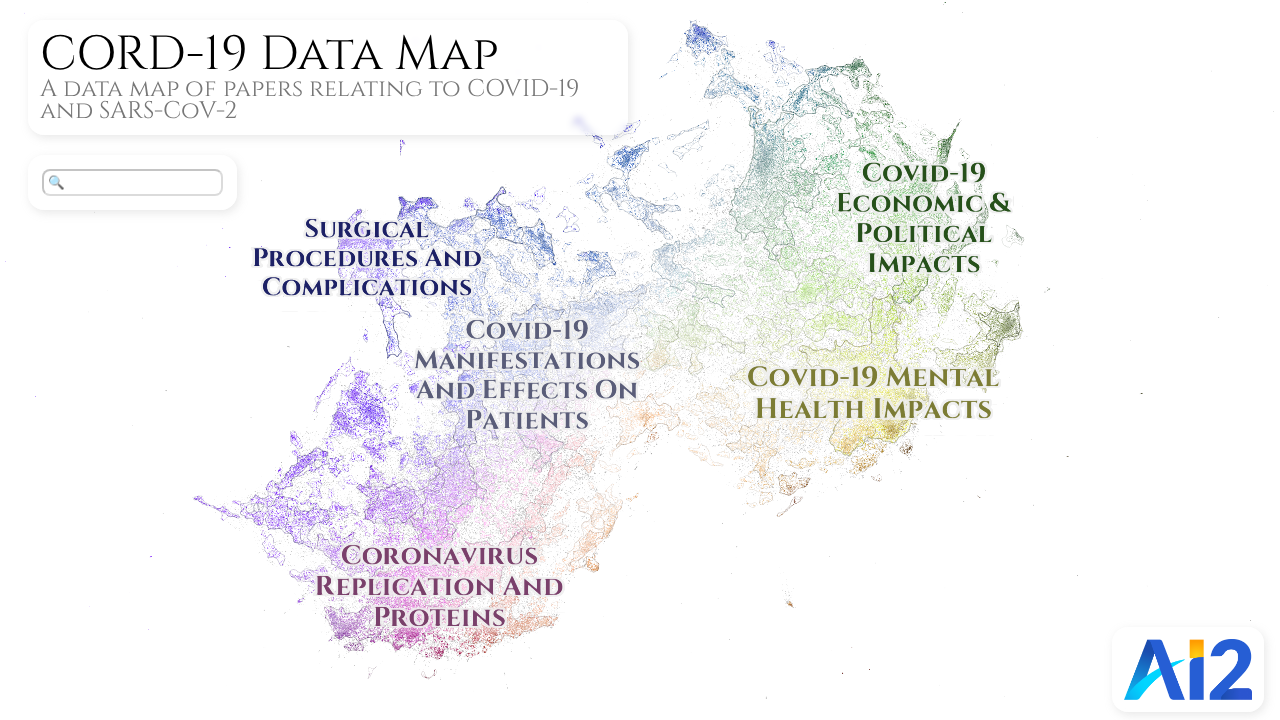 CORD-19 Data Map
A data map of papers relating to COVID-19
and SARS-CoV-2
Surgical
Procedures And
Complications
Covid-19
Economic &
Political
Impacts
Covid-19
Manifestations
And Effects On
Patients
Covid-19 Mental
Health Impacts
Coronavirus
Replication And
Proteins
Ai2